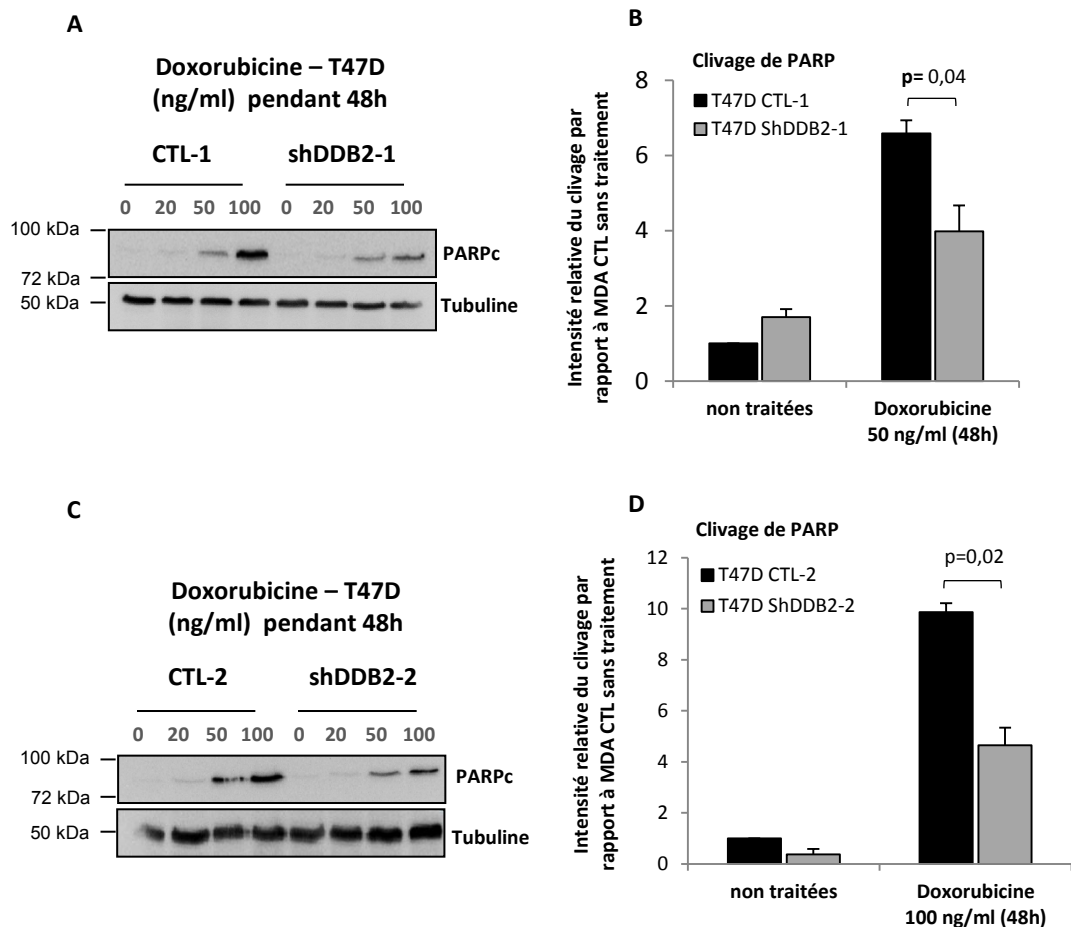 A
Doxorubicine – T47D
(ng/ml) pendant 48h
CTL-1
shDDB2-1
0 20 50 100 0 20 50 100
100 kDa
72 kDa
50 kDa
PARPc
Tubuline
B
Clivage de PARP
T47D CTL-1
T47D ShDDB2-1
p= 0,04
Intensité relative du clivage par
rapport à MDA CTL sans traitement
8
6
4
2
0
non traitées
Doxorubicine
50 ng/ml (48h)
C
Doxorubicine – T47D
(ng/ml) pendant 48h
CTL-2
shDDB2-2
0 20 50 100 0 20 50 100
100 kDa
72 kDa
50 kDa
PARPc
Tubuline
D
Clivage de PARP
T47D CTL-2
T47D ShDDB2-2
p=0,02
Intensité relative du clivage par
rapport à MDA CTL sans traitement
12
10
8
6
4
2
0
non traitées
Doxorubicine
100 ng/ml (48h)